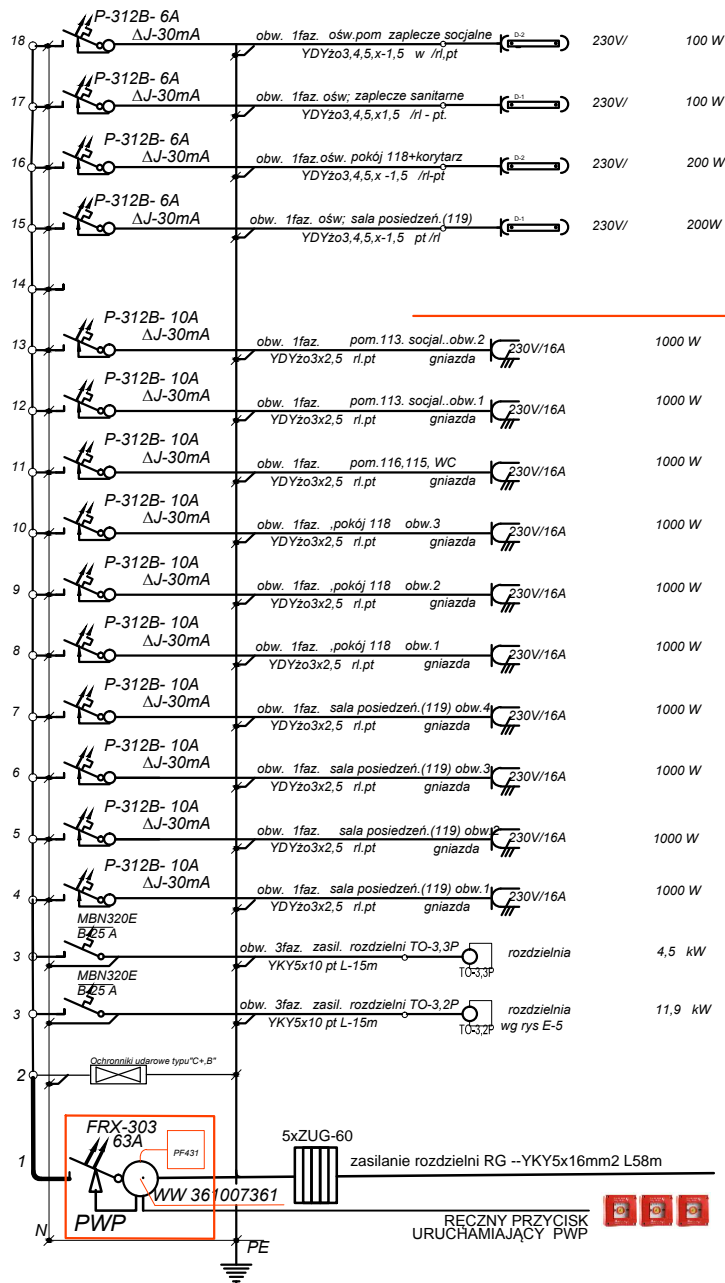 18 P-312B- 6A
ΔJ-30mA
obw. 1faz. ośw.pom zaplecze socjalne
YDYżo3,4,5,x-1,5 w /rl,pt
D-2
230V/ 100 W
17 P-312B- 6A
ΔJ-30mA
obw. 1faz. ośw; zaplecze sanitarne
YDYżo3,4,5,x1,5 /rl - pt.
D-1
230V/ 100 W
16 P-312B- 6A
ΔJ-30mA
obw. 1faz.ośw. pokój 118+korytarz
YDYżo3,4,5,x -1,5 /rl-pt
D-2
230V/ 200 W
15 P-312B- 6A
ΔJ-30mA
obw. 1faz. ośw; sala posiedzeń.(119)
YDYżo3,4,5,x-1,5 pt /rl
D-1
230V/ 200W
14
13 P-312B- 10A
ΔJ-30mA
obw. 1faz. pom.113. socjal..obw.2
YDYżo3x2,5 rl.pt gniazda
230V/16A 1000 W
12 P-312B- 10A
ΔJ-30mA
obw. 1faz. pom.113. socjal..obw.1
YDYżo3x2,5 rl.pt gniazda
230V/16A 1000 W
11 P-312B- 10A
ΔJ-30mA
obw. 1faz. pom.116,115, WC
YDYżo3x2,5 rl.pt gniazda
230V/16A 1000 W
10 P-312B- 10A
ΔJ-30mA
obw. 1faz. ,pokój 118 obw.3
YDYżo3x2,5 rl.pt gniazda
230V/16A 1000 W
9 P-312B- 10A
ΔJ-30mA
obw. 1faz. ,pokój 118 obw.2
YDYżo3x2,5 rl.pt gniazda
230V/16A 1000 W
8 P-312B- 10A
ΔJ-30mA
obw. 1faz. ,pokój 118 obw.1
YDYżo3x2,5 rl.pt gniazda
230V/16A 1000 W
7 P-312B- 10A
ΔJ-30mA
obw. 1faz. sala posiedzeń.(119) obw.4
YDYżo3x2,5 rl.pt gniazda
230V/16A 1000 W
6 P-312B- 10A
ΔJ-30mA
obw. 1faz. sala posiedzeń.(119) obw.3
YDYżo3x2,5 rl.pt gniazda
230V/16A 1000 W
5 P-312B- 10A
ΔJ-30mA
obw. 1faz. sala posiedzeń.(119) obw.2
YDYżo3x2,5 rl.pt gniazda
230V/16A 1000 W
4 P-312B- 10A
ΔJ-30mA
obw. 1faz. sala posiedzeń.(119) obw.1
YDYżo3x2,5 rl.pt gniazda
230V/16A 1000 W
3 MBN320E
B-25 A
obw. 3faz. zasil. rozdzielni TO-3,3P
YKY5x10 pt L-15m
TO-3,3P
rozdzielnia 4,5 kW
3 MBN320E
B-25 A
obw. 3faz. zasil. rozdzielni TO-3,2P
YKY5x10 pt L-15m
TO-3,2P
rozdzielnia 11,9 kW
wg rys E-5
2 Ochronniki udarowe typu"C+,B"
1 FRX-303
63A
PF431
WW 361007361
PWP
5xZUG-60
zasilanie rozdzielni RG --YKY5x16mm2 L58m
RĘCZNY PRZYCISK
URUCHAMIAJĄCY PWP
N
PE